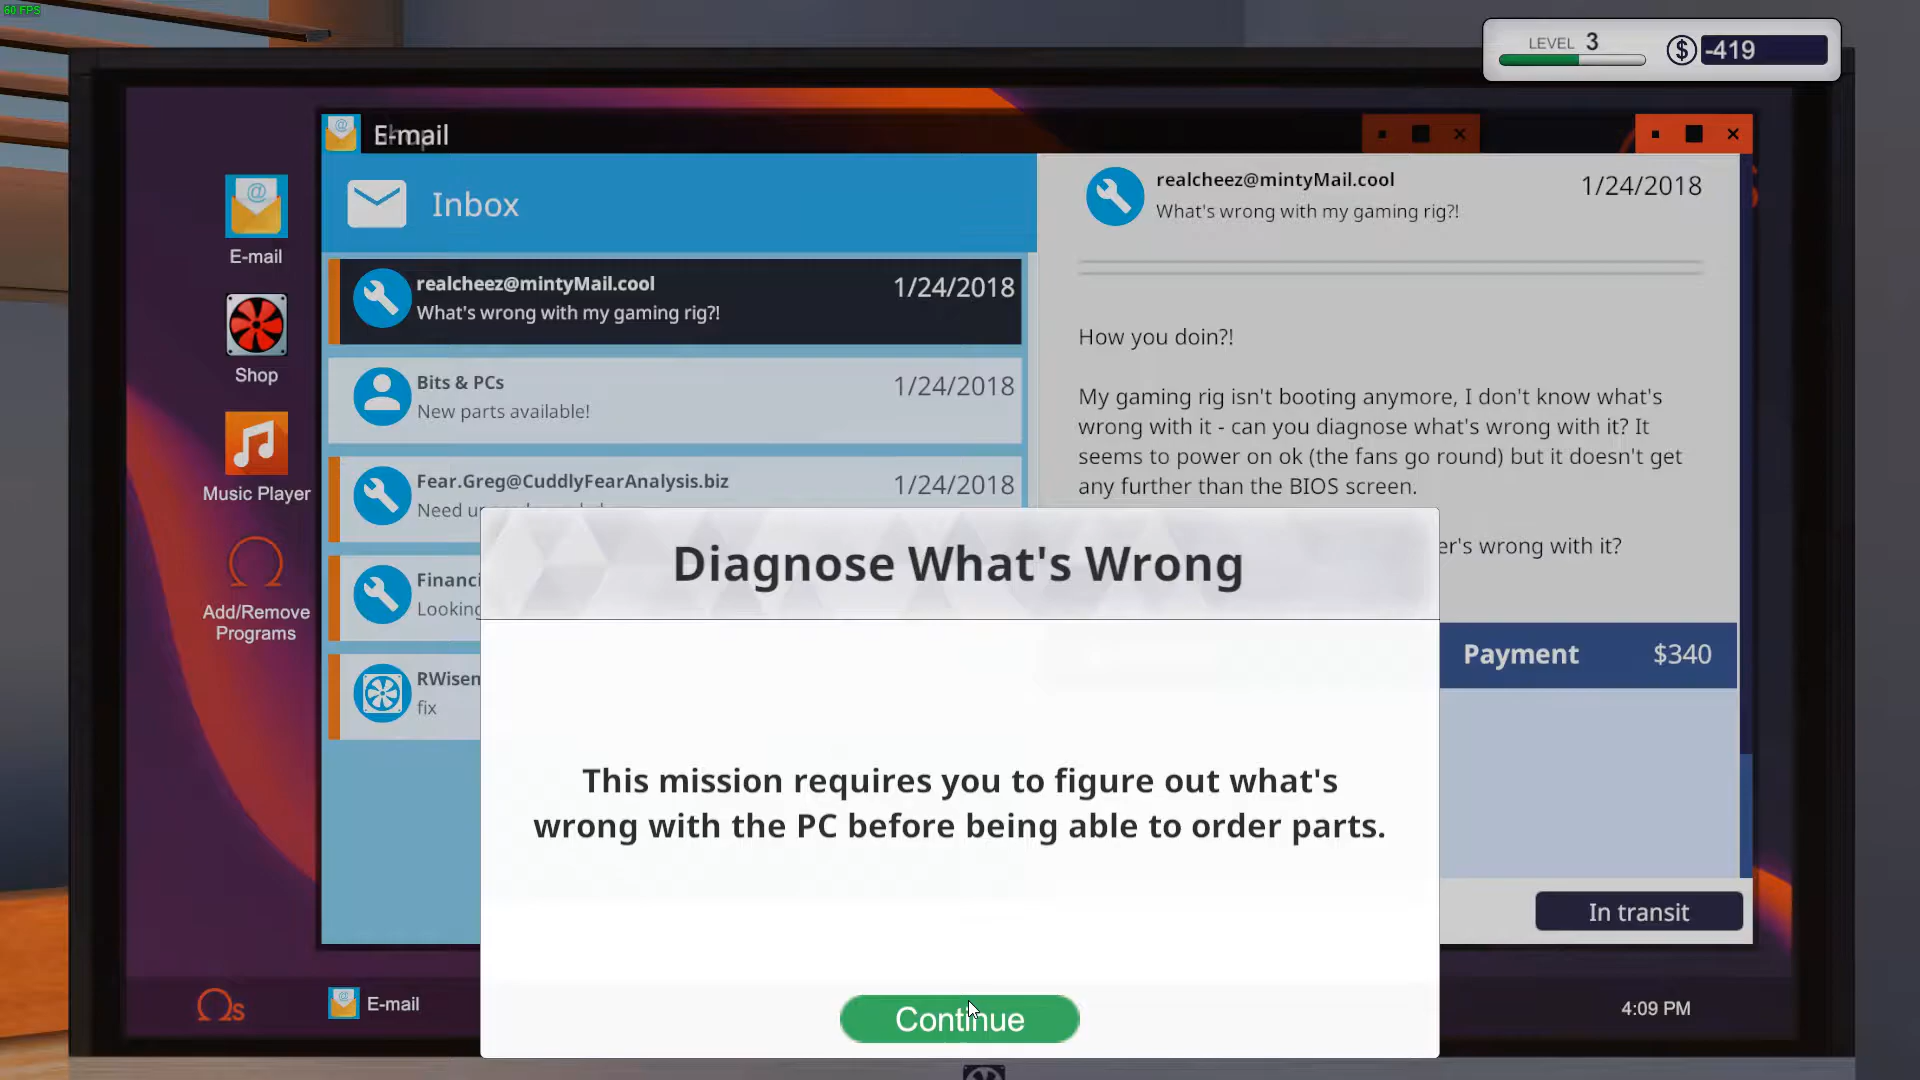 60 FPS
LEVEL 3
$ -419
E-mail
E-mail
Shop
Music Player
Add/Remove
Programs
Inbox
realcheez@mintyMail.cool
1/24/2018
What's wrong with my gaming rig?!
Bits & PCs
1/24/2018
New parts available!
Fear.Greg@CuddlyFearAnalysis.biz
1/24/2018
Need
Financi
Looking
RWisen
fix
realcheez@mintyMail.cool
1/24/2018
What's wrong with my gaming rig?!
How you doin?!
My gaming rig isn't booting anymore, I don't know what's
wrong with it - can you diagnose what's wrong with it? It
seems to power on ok (the fans go round) but it doesn't get
any further than the BIOS screen.
er's wrong with it?
Payment $340
In transit
Diagnose What's Wrong
This mission requires you to figure out what's
wrong with the PC before being able to order parts.
Continue
Ωs
E-mail
4:09 PM